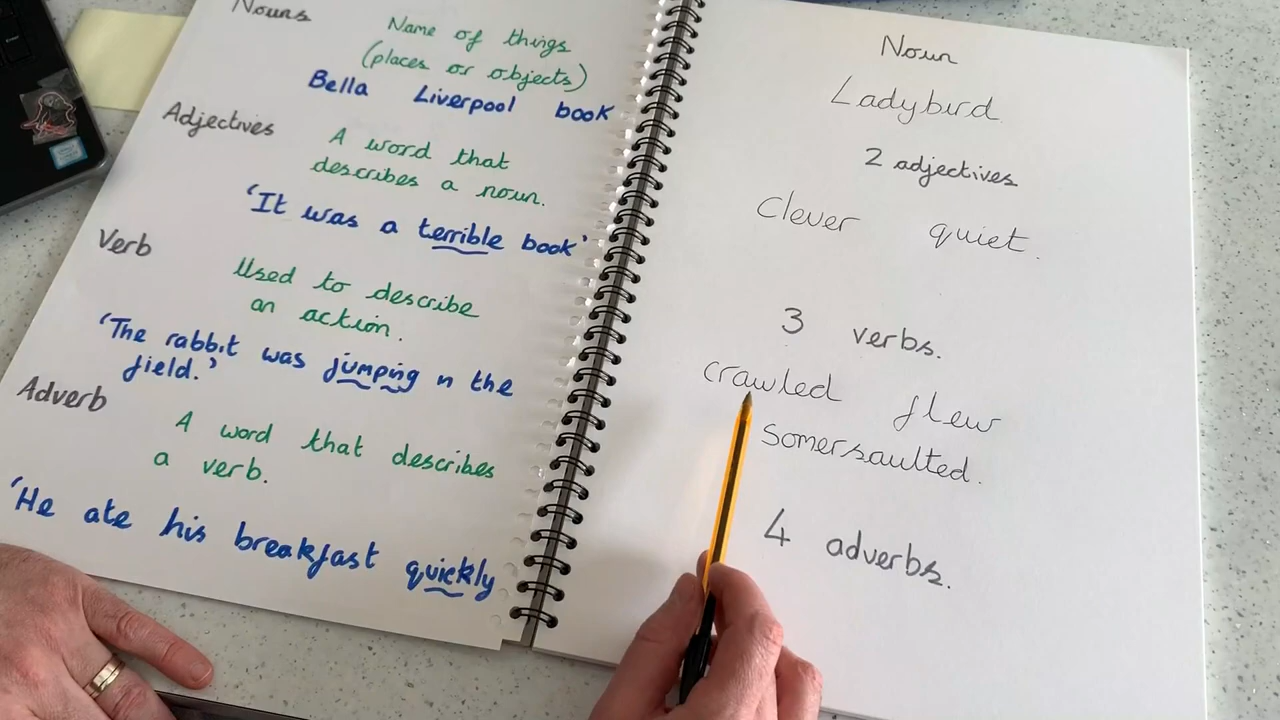 Nouns
Name of things
(places or objects)
Bella Liverpool book
Adjectives
A word that
describes a noun.
'It was a terrible book'
Verb
Used to describe
an action.
'The rabbit was jumping n the
field.'
Adverb
A word that describes
a verb.
'He ate his breakfast quickly
Noun
Ladybird
2 adjectives
clever quiet.
3 verbs.
crawled flew
somersaulted.
4 adverbs.